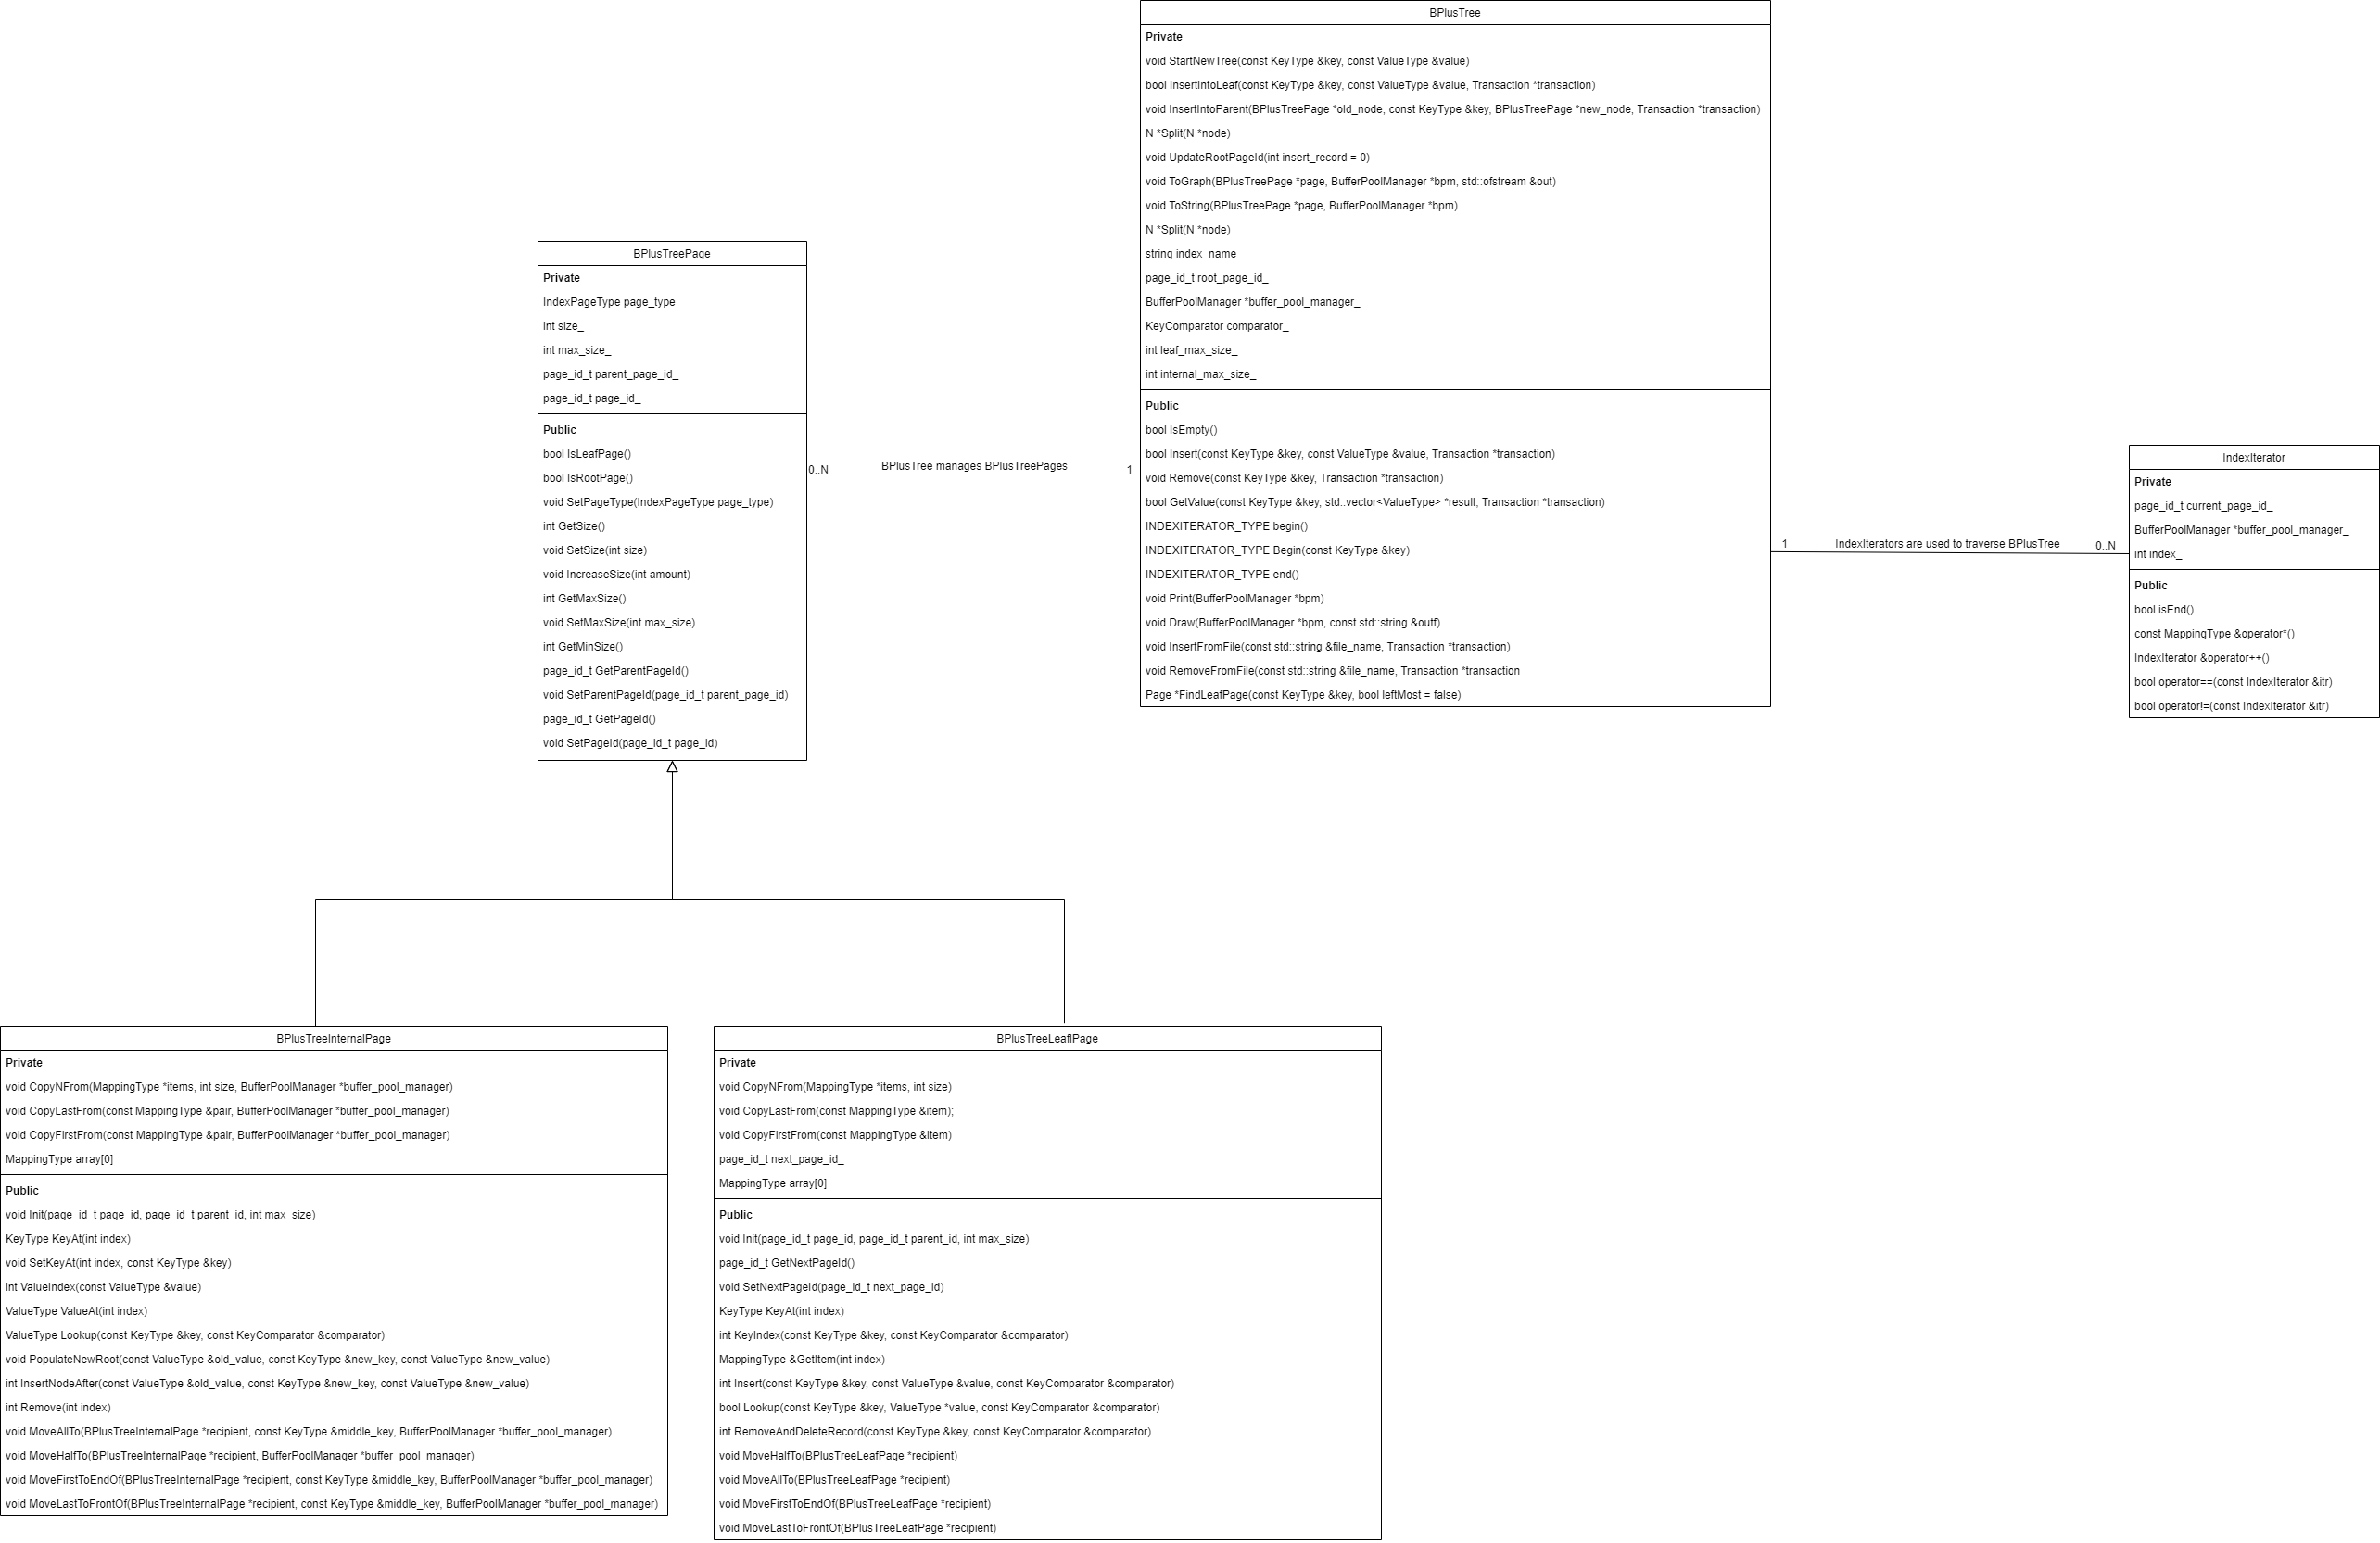 BPlusTree
Private
void StartNewTree(const KeyType &key, const ValueType &value)
bool InsertIntoLeaf(const KeyType &key, const ValueType &value, Transaction *transaction)
void InsertIntoParent(BPlusTreePage *old_node, const KeyType &key, BPlusTreePage *new_node, Transaction *transaction)
N *Split(N *node)
void UpdateRootPageId(int insert_record = 0)
void ToGraph(BPlusTreePage *page, BufferPoolManager *bpm, std::ofstream &out)
void ToString(BPlusTreePage *page, BufferPoolManager *bpm)
N *Split(N *node)
string index_name_
page_id_t root_page_id_
BufferPoolManager *buffer_pool_manager_
KeyComparator comparator_
int leaf_max_size_
int internal_max_size_
Public
bool IsEmpty()
bool Insert(const KeyType &key, const ValueType &value, Transaction *transaction)
void Remove(const KeyType &key, Transaction *transaction)
bool GetValue(const KeyType &key, std::vector<ValueType> *result, Transaction *transaction)
INDEXITERATOR_TYPE begin()
INDEXITERATOR_TYPE Begin(const KeyType &key)
INDEXITERATOR_TYPE end()
void Print(BufferPoolManager *bpm)
void Draw(BufferPoolManager *bpm, const std::string &outf)
void InsertFromFile(const std::string &file_name, Transaction *transaction)
void RemoveFromFile(const std::string &file_name, Transaction *transaction
Page *FindLeafPage(const KeyType &key, bool leftMost = false)
BPlusTreePage
Private
IndexPageType page_type
int size_
int max_size_
page_id_t parent_page_id_
page_id_t page_id_
Public
bool IsLeafPage()
bool IsRootPage()
void SetPageType(IndexPageType page_type)
int GetSize()
void SetSize(int size)
void IncreaseSize(int amount)
int GetMaxSize()
void SetMaxSize(int max_size)
int GetMinSize()
page_id_t GetParentPageId()
void SetParentPageId(page_id_t parent_page_id)
page_id_t GetPageId()
void SetPageId(page_id_t page_id)
0..N
BPlusTree manages BPlusTreePages
1
1
IndexIterators are used to traverse BPlusTree
0..N
IndexIterator
Private
page_id_t current_page_id_
BufferPoolManager *buffer_pool_manager_
int index_
Public
bool isEnd()
const MappingType &operator*()
IndexIterator &operator++()
bool operator==(const IndexIterator &itr)
bool operator!=(const IndexIterator &itr)
BPlusTreeInternalPage
Private
void CopyNFrom(MappingType *items, int size, BufferPoolManager *buffer_pool_manager)
void CopyLastFrom(const MappingType &pair, BufferPoolManager *buffer_pool_manager)
void CopyFirstFrom(const MappingType &pair, BufferPoolManager *buffer_pool_manager)
MappingType array[0]
Public
void Init(page_id_t page_id, page_id_t parent_id, int max_size)
KeyType KeyAt(int index)
void SetKeyAt(int index, const KeyType &key)
int ValueIndex(const ValueType &value)
ValueType ValueAt(int index)
ValueType Lookup(const KeyType &key, const KeyComparator &comparator)
void PopulateNewRoot(const ValueType &old_value, const KeyType &new_key, const ValueType &new_value)
int InsertNodeAfter(const ValueType &old_value, const KeyType &new_key, const ValueType &new_value)
int Remove(int index)
void MoveAllTo(BPlusTreeInternalPage *recipient, const KeyType &middle_key, BufferPoolManager *buffer_pool_manager)
void MoveHalfTo(BPlusTreeInternalPage *recipient, BufferPoolManager *buffer_pool_manager)
void MoveFirstToEndOf(BPlusTreeInternalPage *recipient, const KeyType &middle_key, BufferPoolManager *buffer_pool_manager)
void MoveLastToFrontOf(BPlusTreeInternalPage *recipient, const KeyType &middle_key, BufferPoolManager *buffer_pool_manager)
BPlusTreeLeaflPage
Private
void CopyNFrom(MappingType *items, int size)
void CopyLastFrom(const MappingType &item);
void CopyFirstFrom(const MappingType &item)
page_id_t next_page_id_
MappingType array[0]
Public
void Init(page_id_t page_id, page_id_t parent_id, int max_size)
page_id_t GetNextPageId()
void SetNextPageId(page_id_t next_page_id)
KeyType KeyAt(int index)
int KeyIndex(const KeyType &key, const KeyComparator &comparator)
MappingType &GetItem(int index)
int Insert(const KeyType &key, const ValueType &value, const KeyComparator &comparator)
bool Lookup(const KeyType &key, ValueType *value, const KeyComparator &comparator)
int RemoveAndDeleteRecord(const KeyType &key, const KeyComparator &comparator)
void MoveHalfTo(BPlusTreeLeafPage *recipient)
void MoveAllTo(BPlusTreeLeafPage *recipient)
void MoveFirstToEndOf(BPlusTreeLeafPage *recipient)
void MoveLastToFrontOf(BPlusTreeLeafPage *recipient)